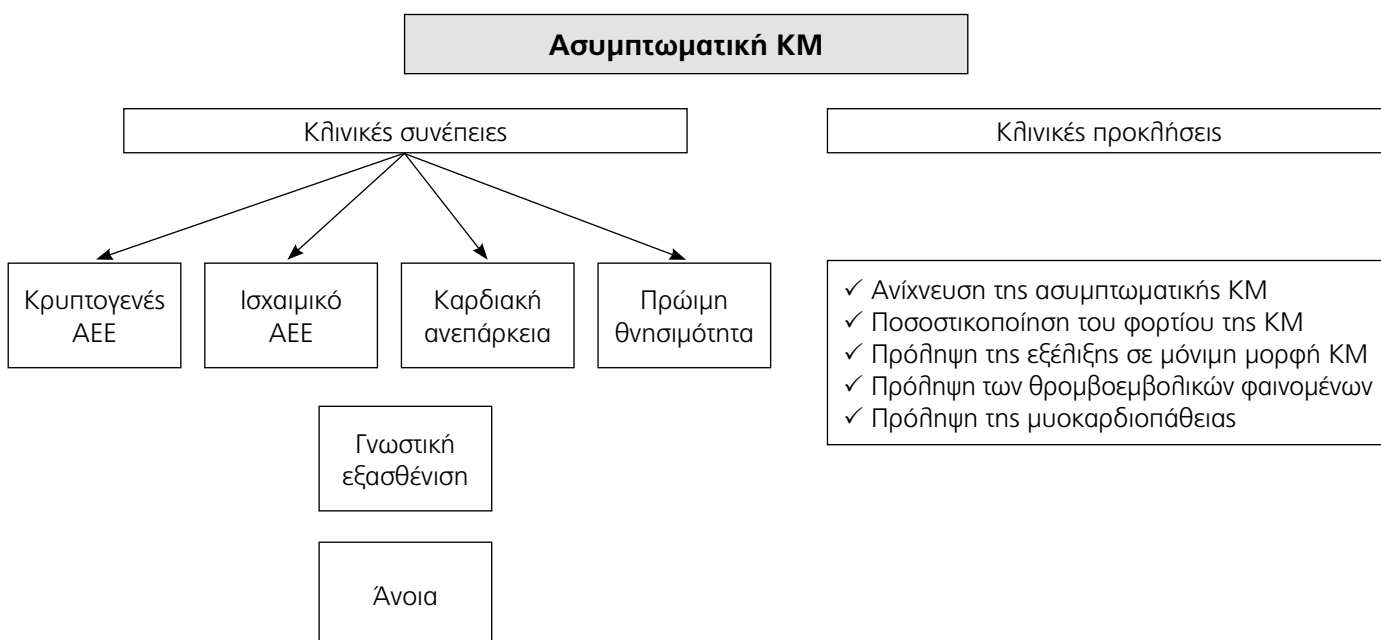 Ασυμπτωματική ΚΜ
Κλινικές συνέπειες
Κλινικές προκλήσεις
Κρυπτογενές
ΑΕΕ
Ισχαιμικό
ΑΕΕ
Καρδιακή
ανεπάρκεια
Πρώιμη
θνησιμότητα
✓ Ανίχνευση της ασυμπτωματικής ΚΜ
✓ Ποσοστικοποίηση του φορτίου της ΚΜ
✓ Πρόληψη της εξέλιξης σε μόνιμη μορφή ΚΜ
✓ Πρόληψη των θρομβοεμβολικών φαινομένων
✓ Πρόληψη της μυοκαρδιοπάθειας
Γνωστική
εξασθένιση
Άνοια